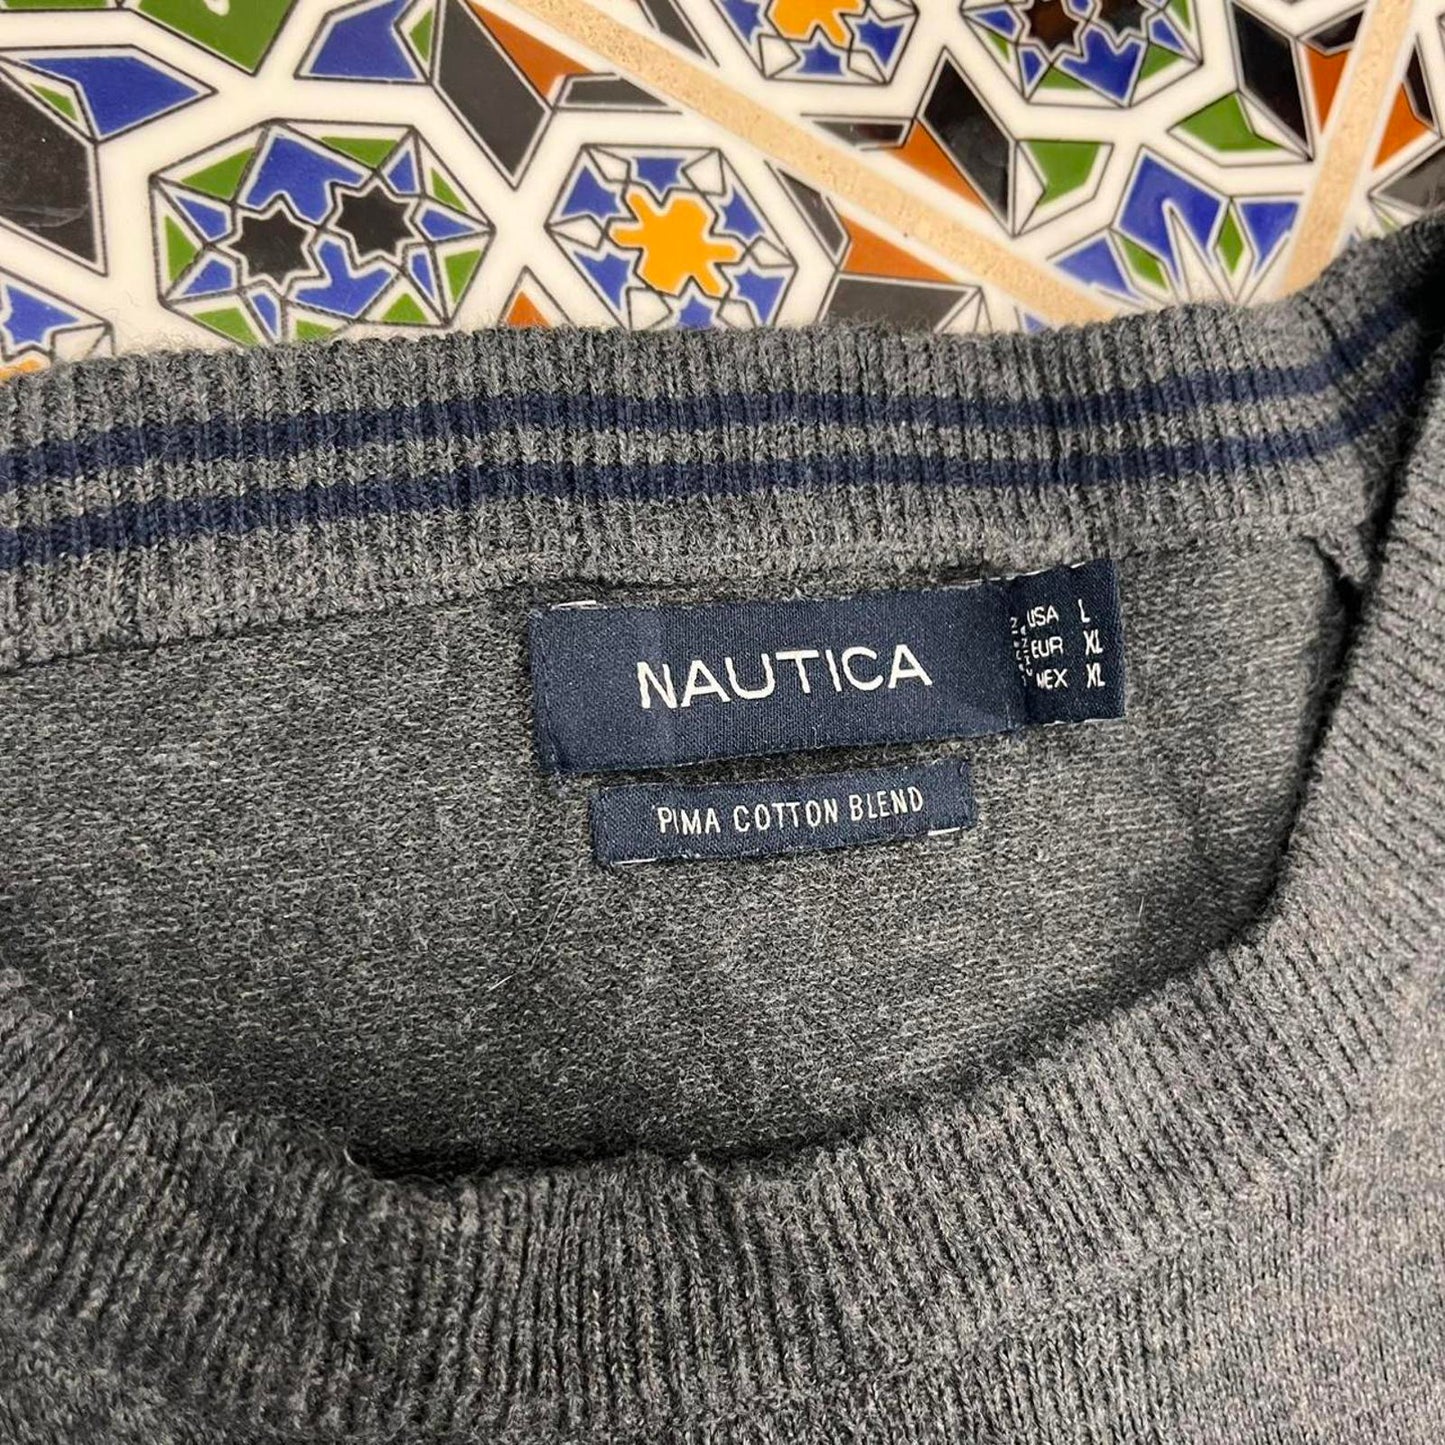 NAUTICA
USA L
EUR XL
MEX XL
PIMA COTTON BLEND